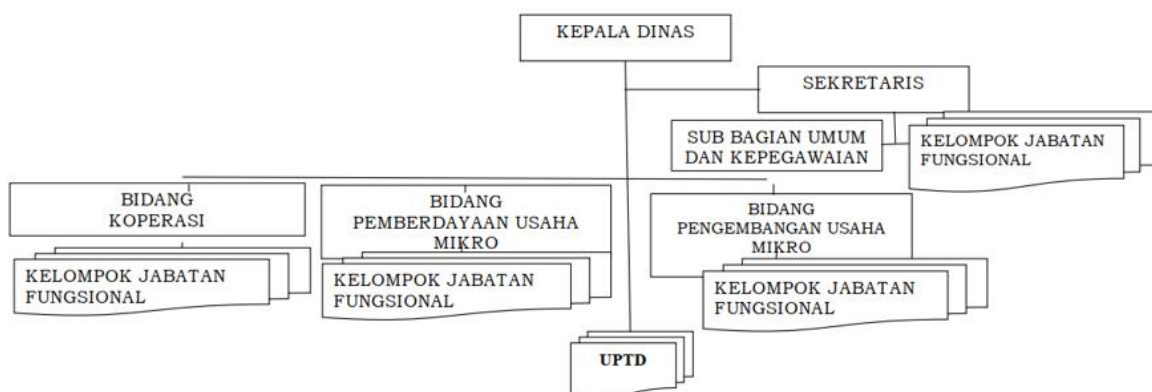 KEPALA DINAS
SEKRETARIS
SUB BAGIAN UMUM
DAN KEPEGAWAIAN
KELOMPOK JABATAN
FUNGSIONAL
BIDANG
KOPERASI
KELOMPOK JABATAN
FUNGSIONAL
BIDANG
PEMBERDAYAAN USAHA
MIKRO
KELOMPOK JABATAN
FUNGSIONAL
BIDANG
PENGEMBANGAN USAHA
MIKRO
KELOMPOK JABATAN
FUNGSIONAL
UPTD